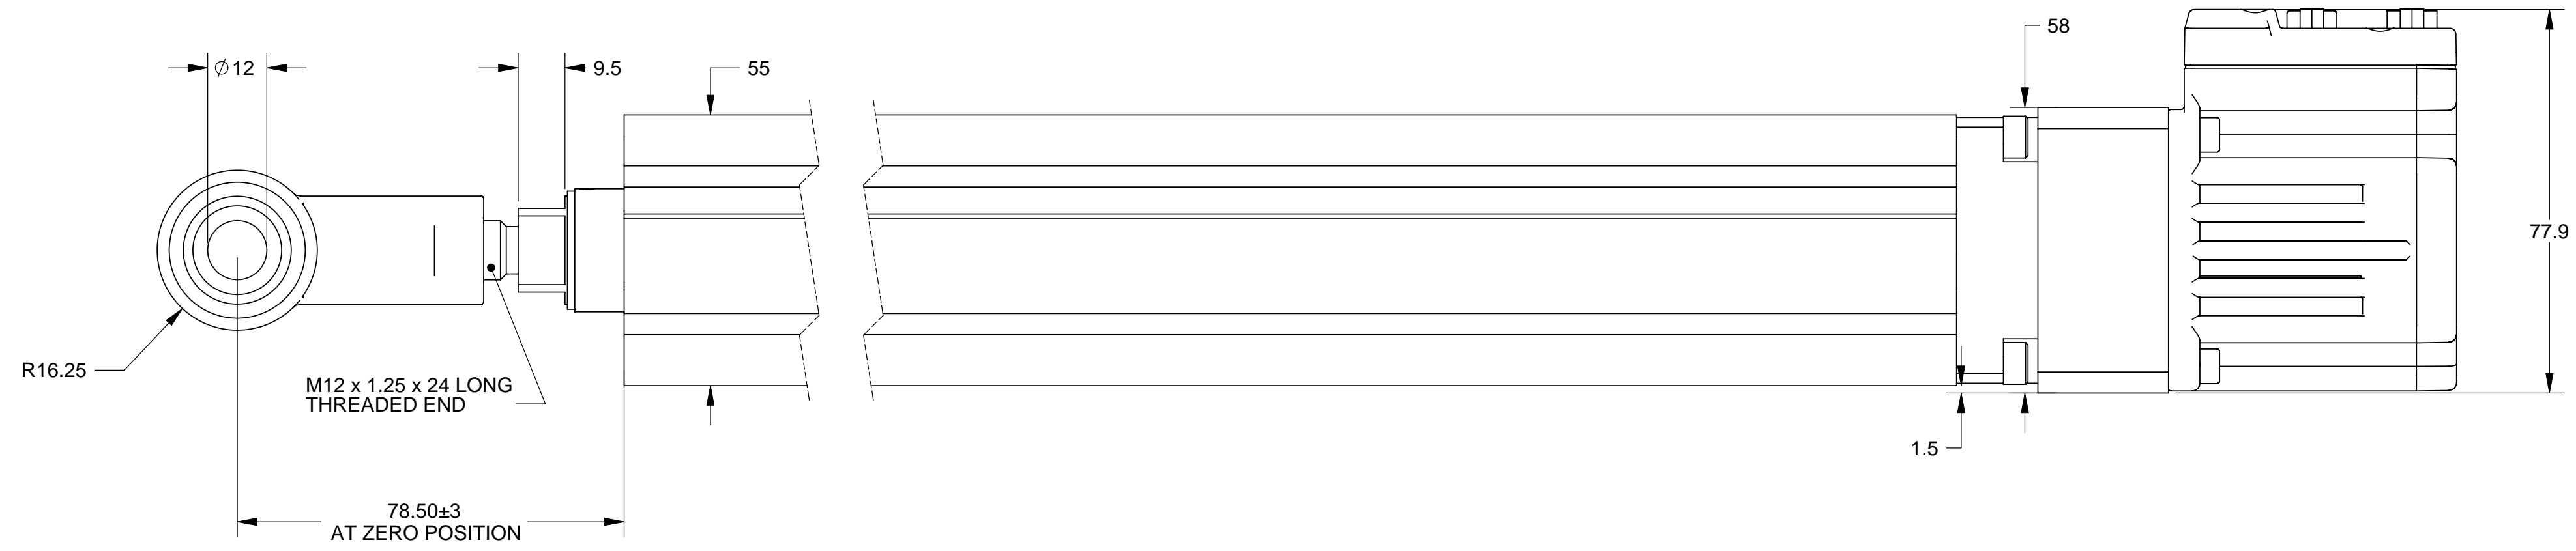 58
⌀12
9.5
55
77.9
R16.25
M12 x 1.25 x 24 LONG
THREADED END
1.5
78.50±3
AT ZERO POSITION